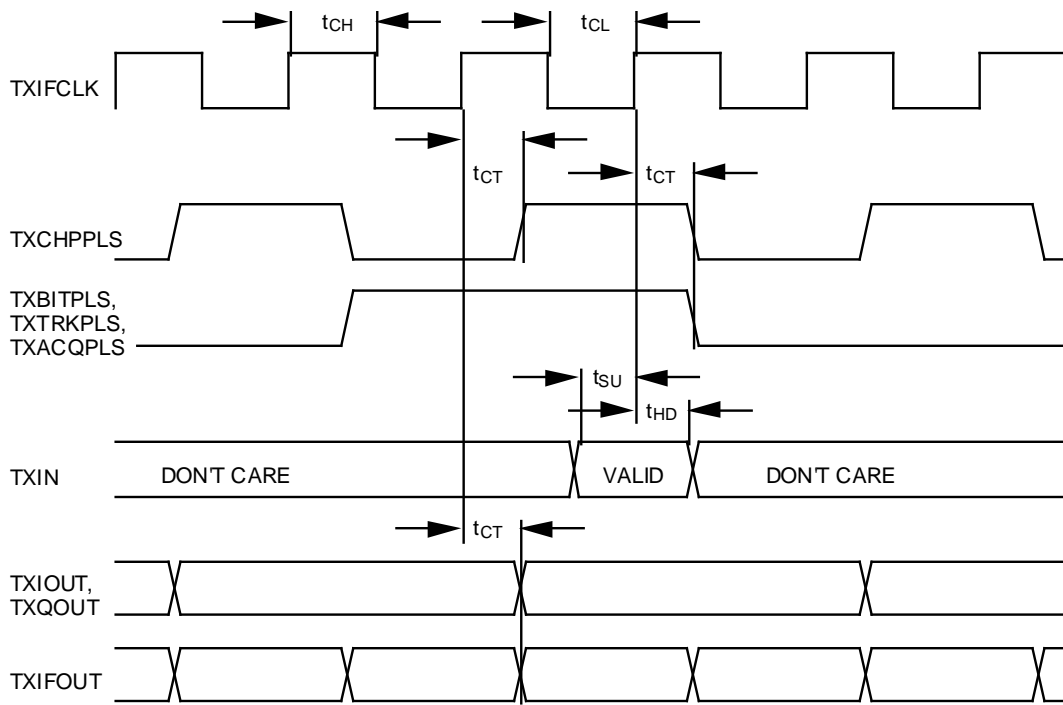 tCH
tCL
TXIFCLK
tCT
tCT
TXCHPPLS
TXBITPLS,
TXTRKPLS,
TXACQPLS
tSU
tHD
TXIN
DON'T CARE
VALID
DON'T CARE
tCT
TXIOUT,
TXQOUT
TXIFOUT